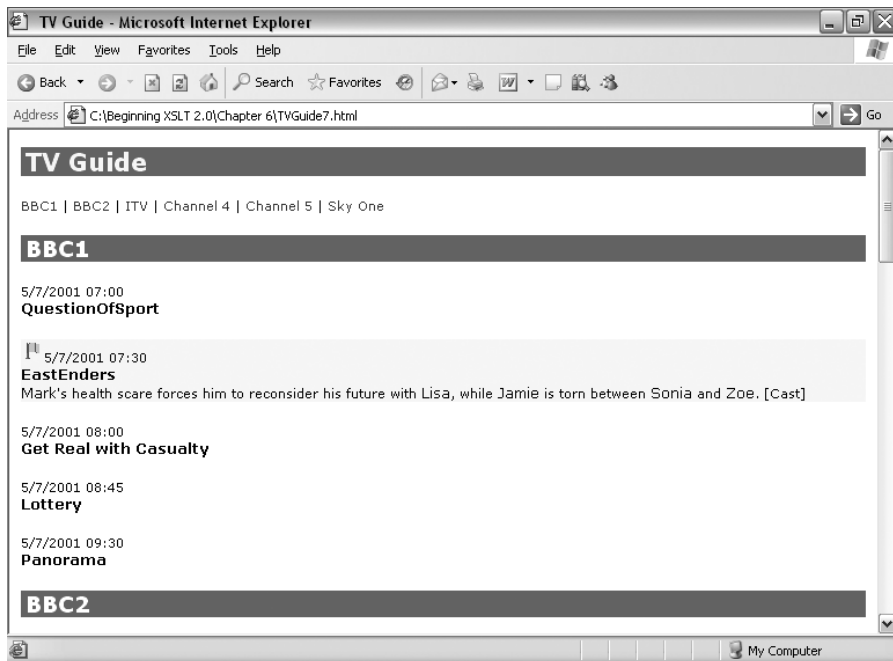 TV Guide - Microsoft Internet Explorer
File Edit View Favorites Tools Help
Back Search Favorites
Address C:\Beginning XSLT 2.0\Chapter 6\TVGuide7.html Go
TV Guide
BBC1 | BBC2 | ITV | Channel 4 | Channel 5 | Sky One
BBC1
5/7/2001 07:00
QuestionOfSport
5/7/2001 07:30
EastEnders
Mark's health scare forces him to reconsider his future with Lisa, while Jamie is torn between Sonia and Zoe. [Cast]
5/7/2001 08:00
Get Real with Casualty
5/7/2001 08:45
Lottery
5/7/2001 09:30
Panorama
BBC2
My Computer